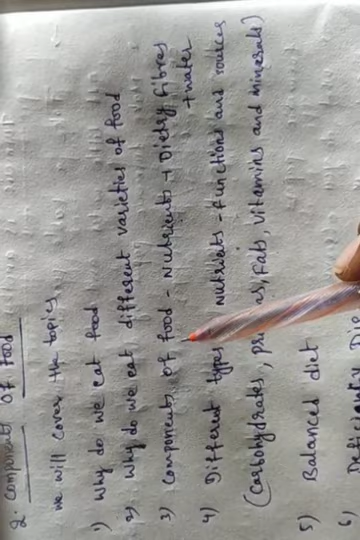 2. Components of food
we will cover the topics
1) Why do we eat food
2) Why do we eat different varieties of food
3) Components of food - Nutrients + Dietry fibres
+ water
4) Different types Nutrients - functions and sources
(Carbohydrates, Fats, vitamins and minerals)
5) Balanced diet
6) Deficiency